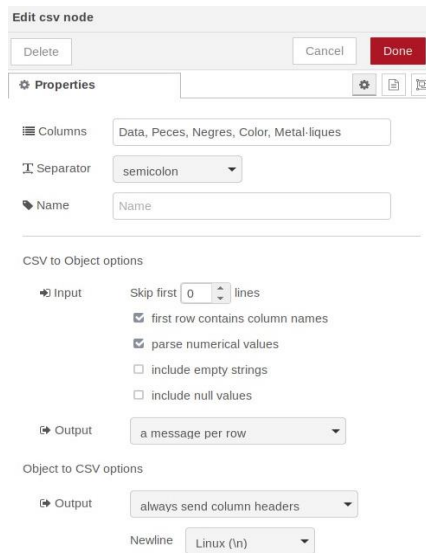 Edit csv node
Delete Cancel Done
Properties
Columns Data, Peces, Negres, Color, Metal·liques
Separator semicolon
Name Name
CSV to Object options
Input Skip first 0 lines
first row contains column names
parse numerical values
include empty strings
include null values
Output a message per row
Object to CSV options
Output always send column headers
Newline Linux (\n)